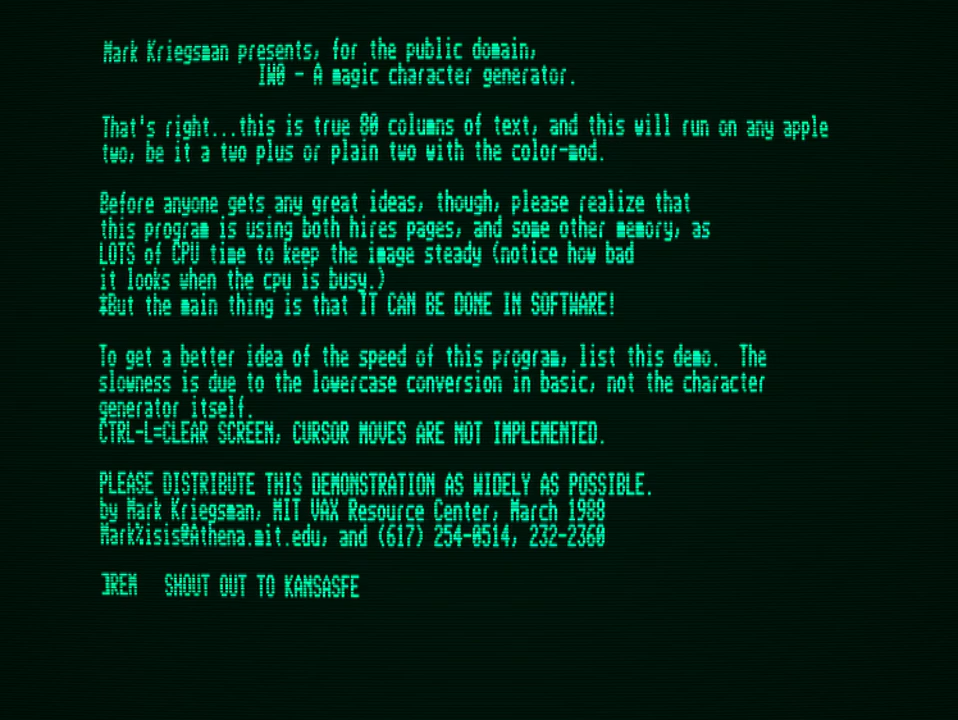 Mark Kriegsman presents, for the public domain,
IW0 - A magic character generator.
That's right...this is true 80 columns of text, and this will run on any apple
two, be it a two plus or plain two with the color-mod.
Before anyone gets any great ideas, though, please realize that
this program is using both hires pages, and some other memory, as
LOTS of CPU time to keep the image steady (notice how bad
it looks when the cpu is busy.)
‡But the main thing is that IT CAN BE DONE IN SOFTWARE!
To get a better idea of the speed of this program, list this demo. The
slowness is due to the lowercase conversion in basic, not the character
generator itself.
CTRL-L=CLEAR SCREEN, CURSOR MOVES ARE NOT IMPLEMENTED.
PLEASE DISTRIBUTE THIS DEMONSTRATION AS WIDELY AS POSSIBLE.
by Mark Kriegsman, MIT VAX Resource Center, March 1988
Mark%isis@Athena.mit.edu, and (617) 254-0514, 232-2360
]REM SHOUT OUT TO KANSASFE